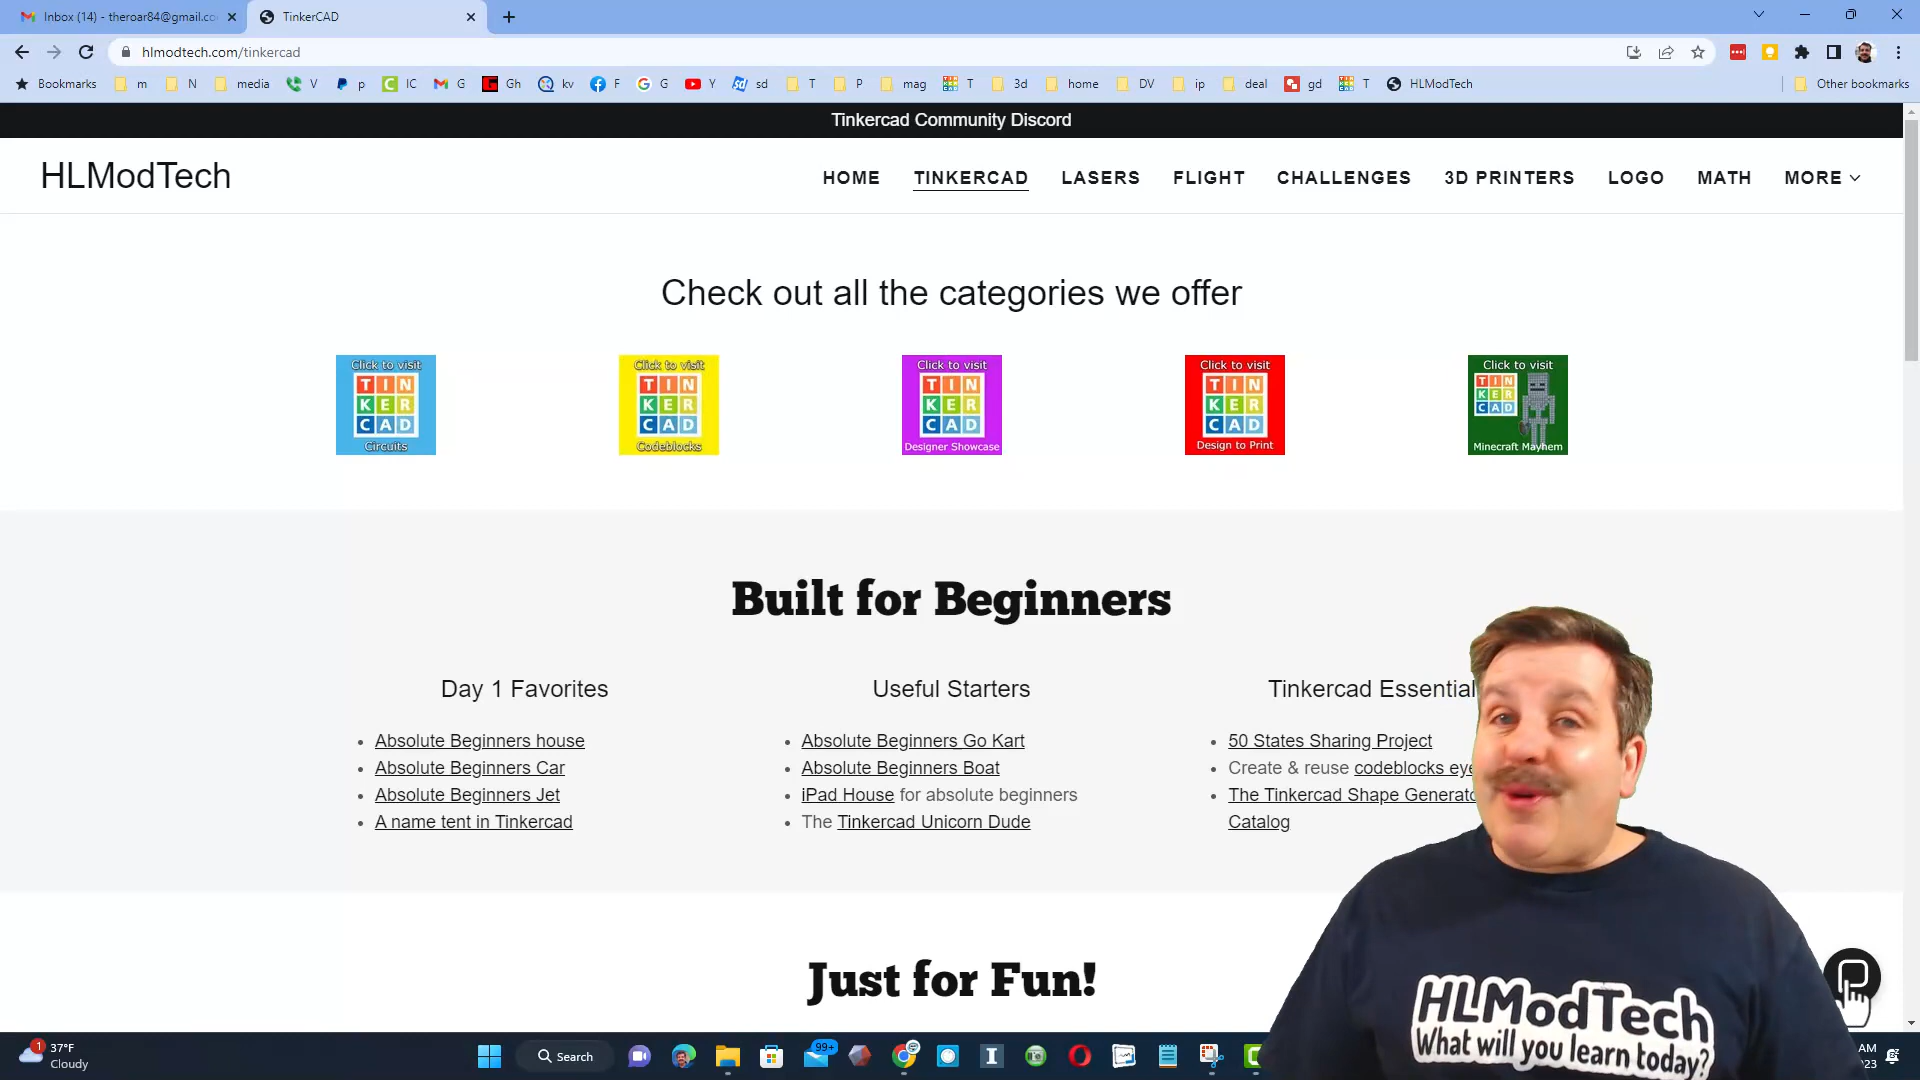 Inbox (14) - theroar84@gmail.co
TinkerCAD
hlmodtech.com/tinkercad
Bookmarks m N media V p IC G Gh kv F G Y sd T P mag T 3d home DV ip deal gd T HLModTech Other bookmarks
Tinkercad Community Discord
HLModTech
HOME TINKERCAD LASERS FLIGHT CHALLENGES 3D PRINTERS LOGO MATH MORE
Check out all the categories we offer
Click to visit
TIN
KER
CAD
Circuits
Click to visit
TIN
KER
CAD
Codeblocks
Click to visit
TIN
KER
CAD
Designer Showcase
Click to visit
TIN
KER
CAD
Design to Print
Click to visit
TIN
KER
CAD
Minecraft Mayhem
Built for Beginners
Day 1 Favorites
Absolute Beginners house
Absolute Beginners Car
Absolute Beginners Jet
A name tent in Tinkercad
Useful Starters
Absolute Beginners Go Kart
Absolute Beginners Boat
iPad House for absolute beginners
The Tinkercad Unicorn Dude
Tinkercad Essential
50 States Sharing Project
Create & reuse codeblocks eye
The Tinkercad Shape Generato
Catalog
Just for Fun!
HLModTech
What will you learn today?
1
37°F
Cloudy
Search
99+
AM